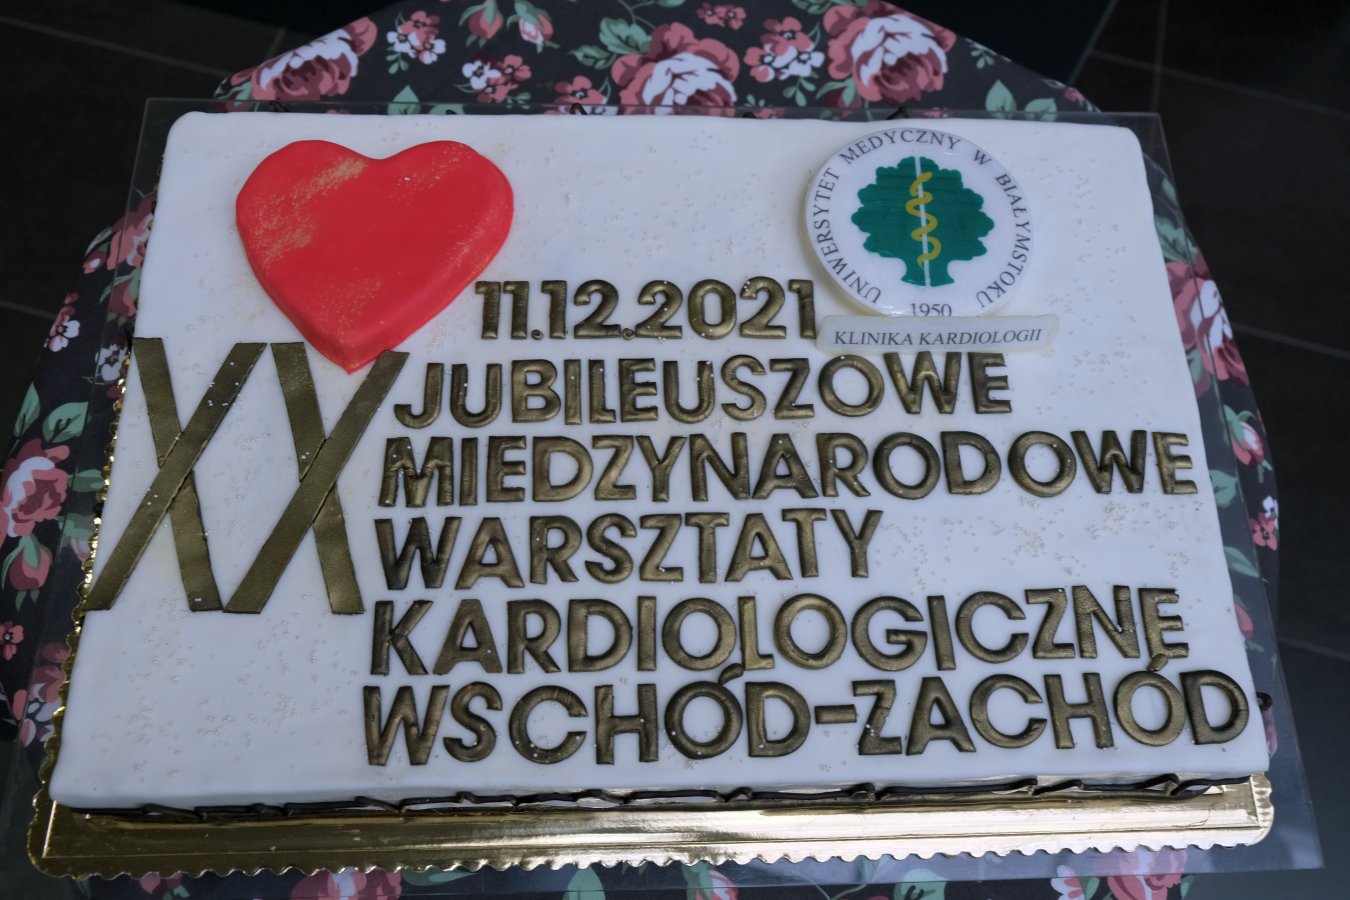 UNIWERSYTET MEDYCZNY W BIAŁYMSTOKU
1950
KLINIKA KARDIOLOGII
11.12.2021
XX
JUBILEUSZOWE
MIEDZYNARODOWE
WARSZTATY
KARDIOLOGICZNE
WSCHÓD-ZACHÓD